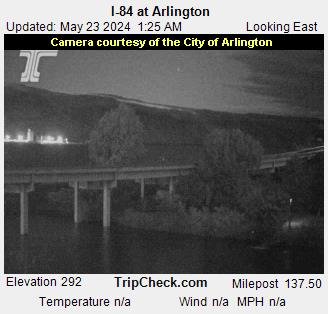 I-84 at Arlington
Updated: May 23 2024 1:25 AM Looking East
Camera courtesy of the City of Arlington
Elevation 292 TripCheck.com Milepost 137.50
Temperature n/a Wind n/a MPH n/a